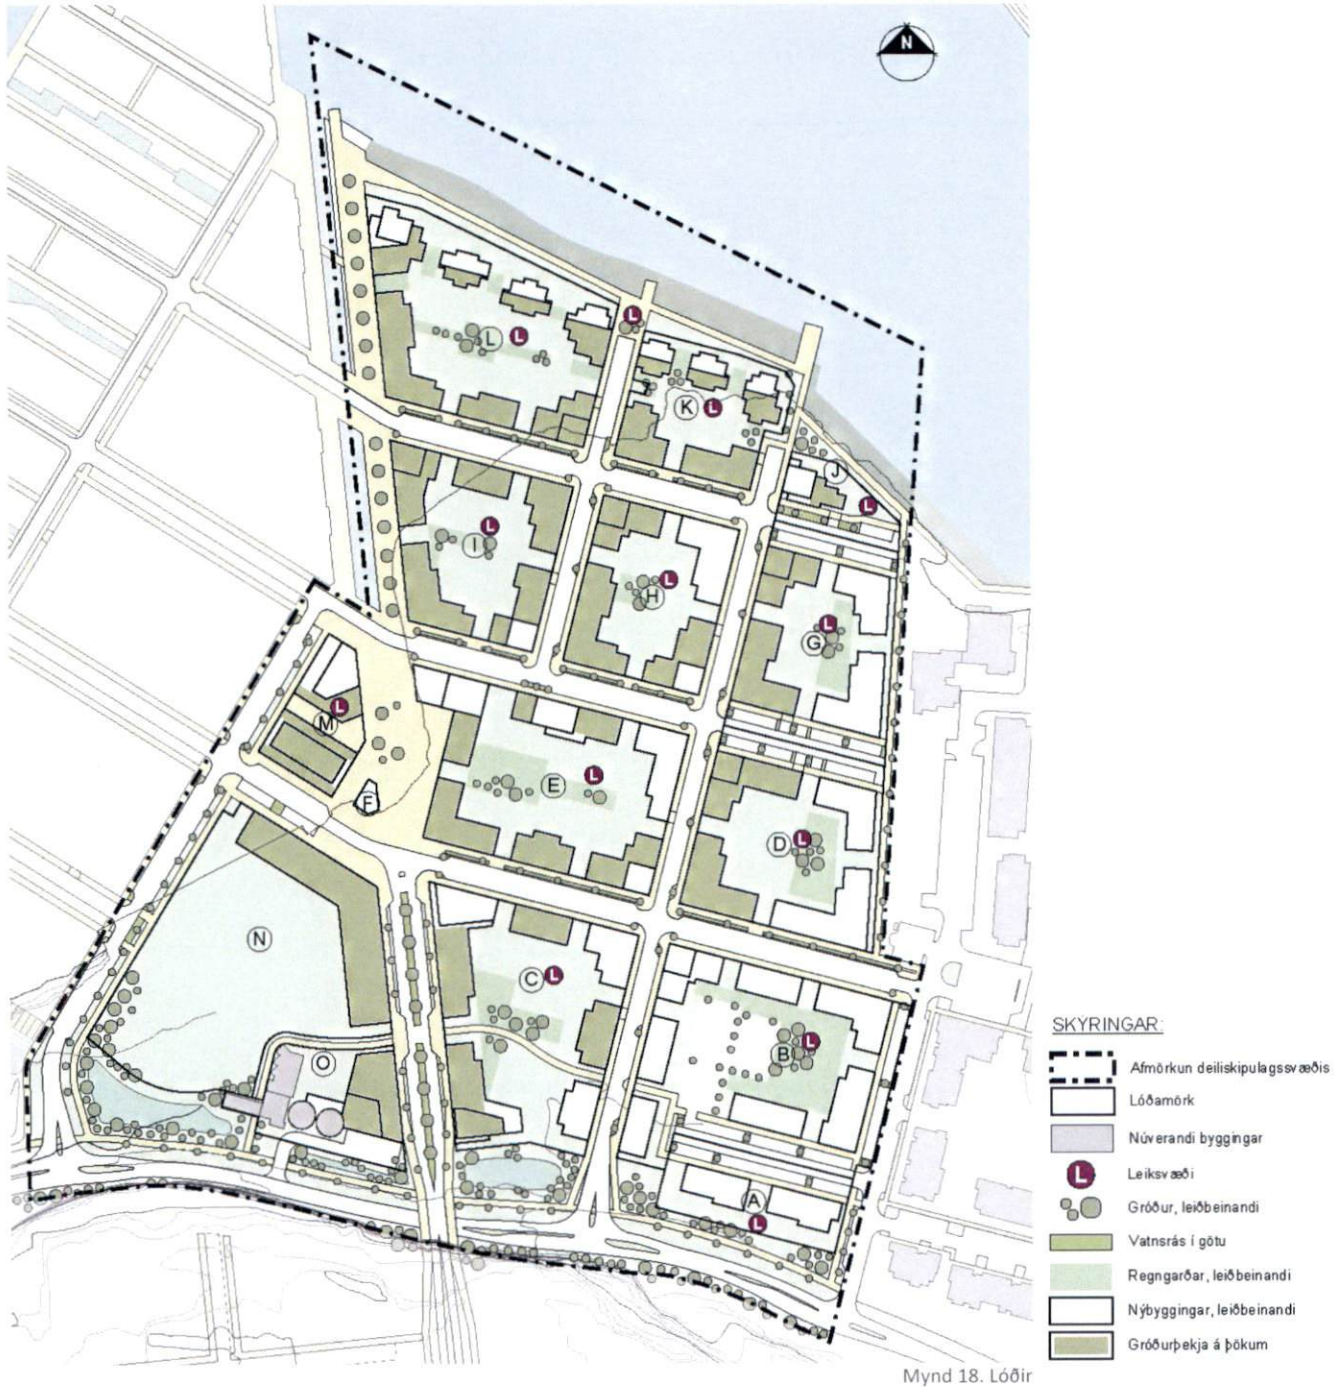 N
L
L
L
K
L
J
L
I
L
H
L
L
G
M
L
E
L
F
L
D
N
C
L
O
B
L
A
L
SKÝRINGAR:
Afmörkun deiliskipulagssvæðis
Lóðamörk
Núverandi byggingar
L Leiksvæði
Gróður, leiðbeinandi
Vatnsrás í götu
Regngarðar, leiðbeinandi
Nýbyggingar, leiðbeinandi
Gróðurþekja á þökum
Mynd 18. Lóðir